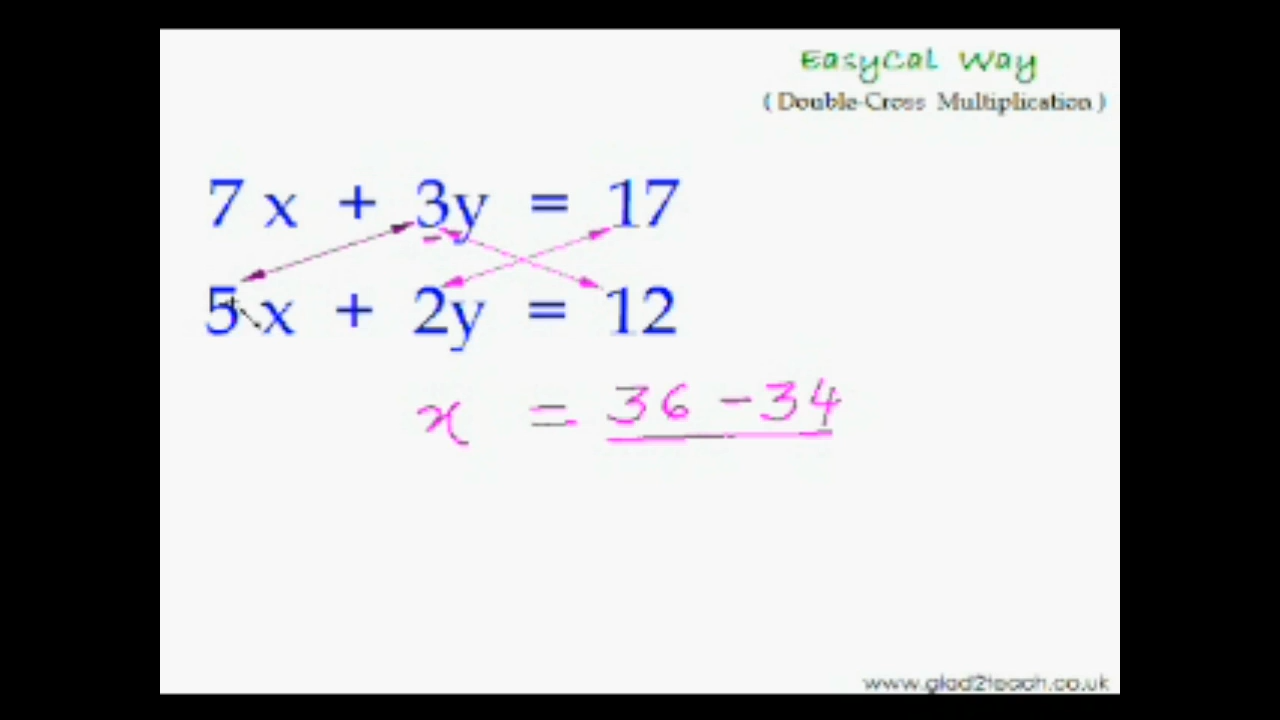 EasyCal Way
( Double-Cross Multiplication )
7x + 3y = 17
5x + 2y = 12
x = 36 - 34
www.glad2teach.co.uk